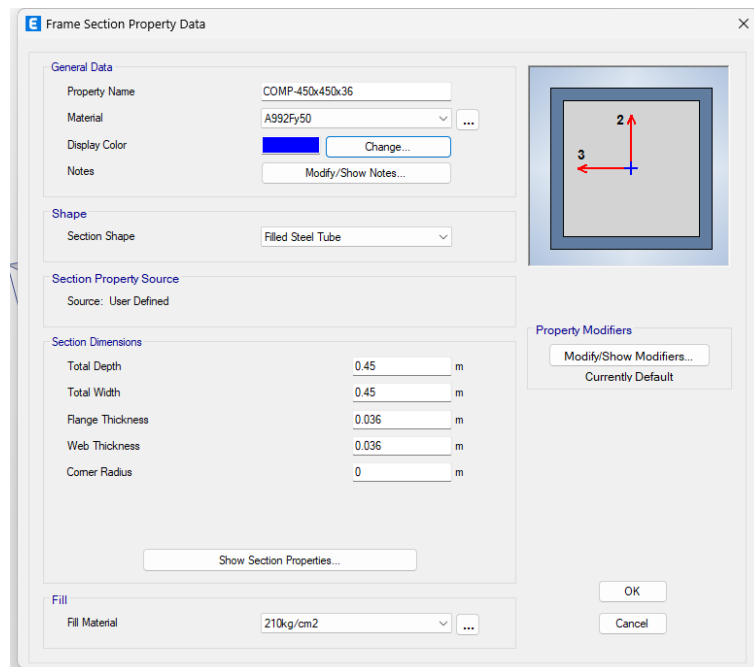 E Frame Section Property Data
General Data
Property Name COMP-450x450x36
Material A992Fy50 ...
Display Color Change...
Notes Modify/Show Notes...
2
3
Shape
Section Shape Filled Steel Tube
Section Property Source
Source: User Defined
Section Dimensions
Total Depth 0.45 m
Total Width 0.45 m
Flange Thickness 0.036 m
Web Thickness 0.036 m
Corner Radius 0 m
Show Section Properties...
Property Modifiers
Modify/Show Modifiers...
Currently Default
Fill
Fill Material 210kg/cm2 ...
OK
Cancel